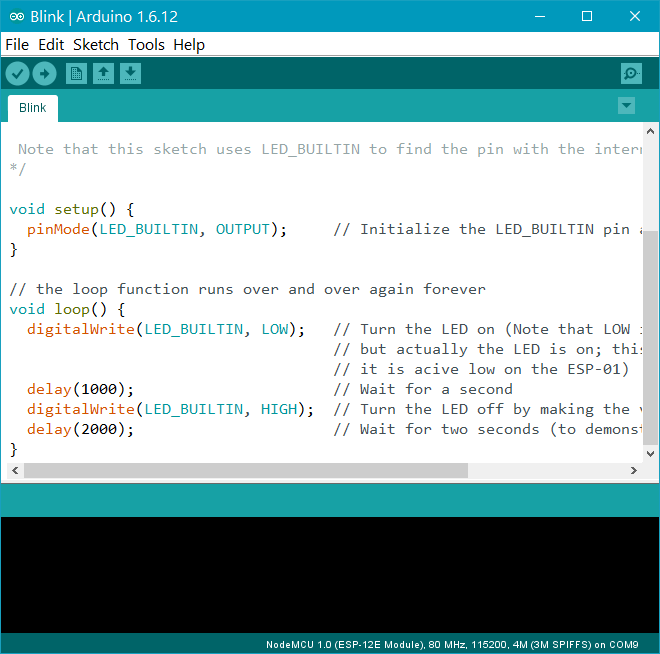 Blink | Arduino 1.6.12
File Edit Sketch Tools Help
Blink
Note that this sketch uses LED_BUILTIN to find the pin with the intern
*/
void setup() {
pinMode(LED_BUILTIN, OUTPUT); // Initialize the LED_BUILTIN pin a
}
// the loop function runs over and over again forever
void loop() {
digitalWrite(LED_BUILTIN, LOW); // Turn the LED on (Note that LOW i
// but actually the LED is on; this
// it is acive low on the ESP-01)
delay(1000); // Wait for a second
digitalWrite(LED_BUILTIN, HIGH); // Turn the LED off by making the v
delay(2000); // Wait for two seconds (to demonst
}
NodeMCU 1.0 (ESP-12E Module), 80 MHz, 115200, 4M (3M SPIFFS) on COM9